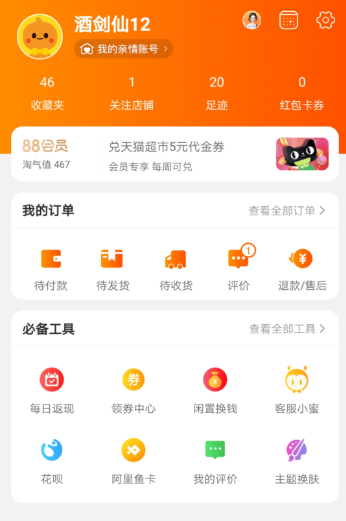 酒剑仙12
我的亲情账号 >
46 1 20 0
收藏夹 关注店铺 足迹 红包卡券
88会员 兑天猫超市5元代金券
淘气值 467 会员专享 每周可兑
我的订单 查看全部订单 >
1
待付款 待发货 待收货 评价 退款/售后
必备工具 查看全部工具 >
券
每日返现 领券中心 闲置换钱 客服小蜜
花呗 阿里鱼卡 我的评价 主题换肤